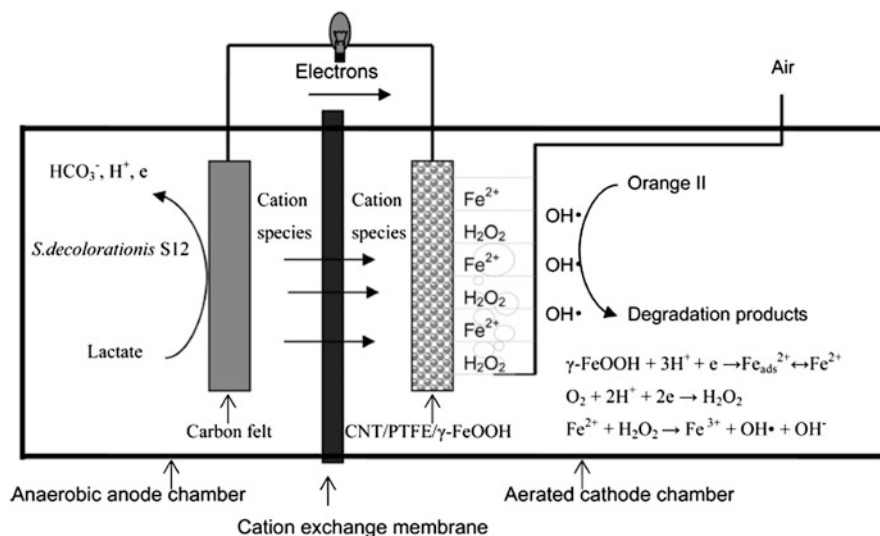 Electrons
Air
HCO₃⁻, H⁺, e
S.decolorationis S12
Lactate
Cation
species
Cation
species
Fe²⁺
H₂O₂
Fe²⁺
H₂O₂
Fe²⁺
H₂O₂
OH•
OH•
OH•
Orange II
Degradation products
γ-FeOOH + 3H⁺ + e →Feₐdₛ²⁺↔Fe²⁺
O₂ + 2H⁺ + 2e → H₂O₂
Fe²⁺ + H₂O₂ → Fe³⁺ + OH• + OH⁻
Carbon felt
CNT/PTFE/γ-FeOOH
Anaerobic anode chamber
Aerated cathode chamber
Cation exchange membrane